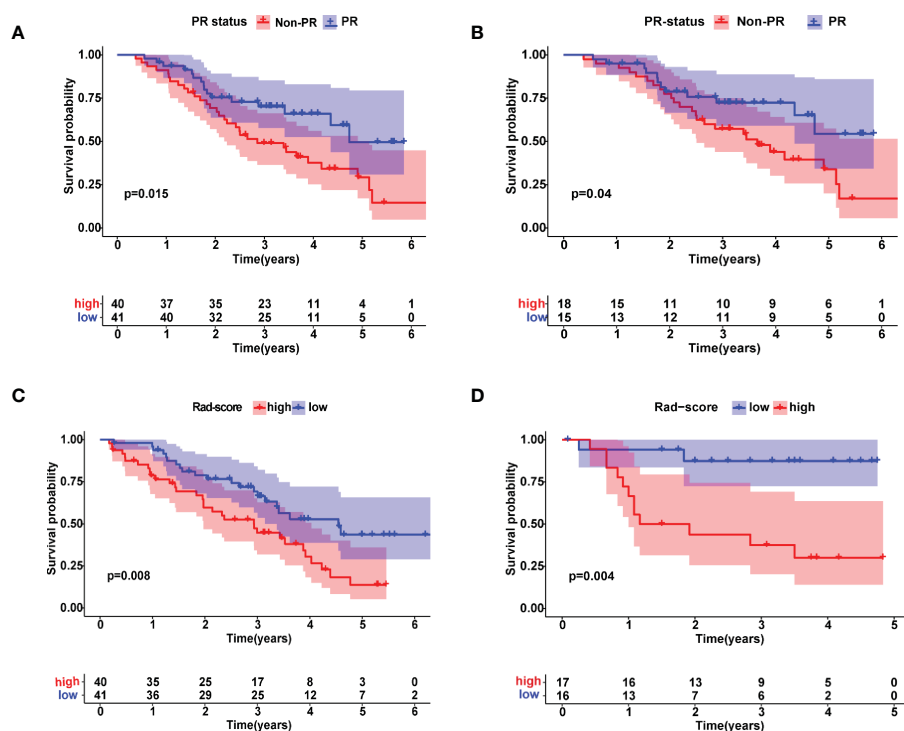 A
PR status Non-PR PR
Survival probability
1.00
0.75
0.50
0.25
0.00
p=0.015
0 1 2 3 4 5 6
Time(years)
high 40 37 35 23 11 4 1
low 41 40 32 25 11 5 0
0 1 2 3 4 5 6
Time(years)
B
PR-status Non-PR PR
Survival probability
1.00
0.75
0.50
0.25
0.00
p=0.04
0 1 2 3 4 5 6
Time(years)
high 18 15 11 10 9 6 1
low 15 13 12 11 9 5 0
0 1 2 3 4 5 6
Time(years)
C
Rad-score high low
Survival probability
1.00
0.75
0.50
0.25
0.00
p=0.008
0 1 2 3 4 5 6
Time(years)
high 40 35 25 17 8 3 0
low 41 36 29 25 12 7 2
0 1 2 3 4 5 6
Time(years)
D
Rad−score low high
Survival probability
1.00
0.75
0.50
0.25
0.00
p=0.004
0 1 2 3 4 5
Time(years)
high 17 16 13 9 5 0
low 16 13 7 6 2 0
0 1 2 3 4 5
Time(years)